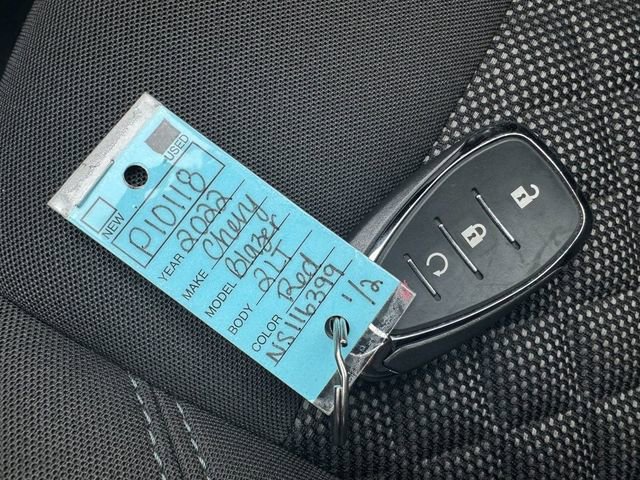 NEW USED
P10118
YEAR 2022
MAKE Chevy
MODEL Blazer
BODY 2LT
COLOR Red
NS116399
1/2